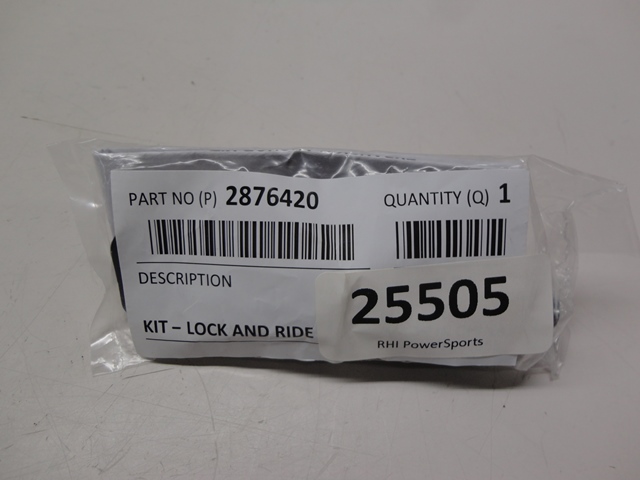 PART NO (P) 2876420
QUANTITY (Q) 1
DESCRIPTION
KIT – LOCK AND RIDE
25505
RHI PowerSports